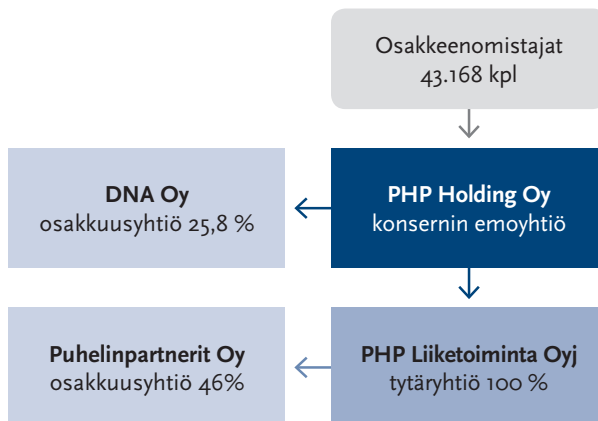 Osakkeenomistajat
43.168 kpl
DNA Oy
osakkuusyhtiö 25,8 %
PHP Holding Oy
konsernin emoyhtiö
Puhelinpartnerit Oy
osakkuusyhtiö 46%
PHP Liiketoiminta Oyj
tytäryhtiö 100 %